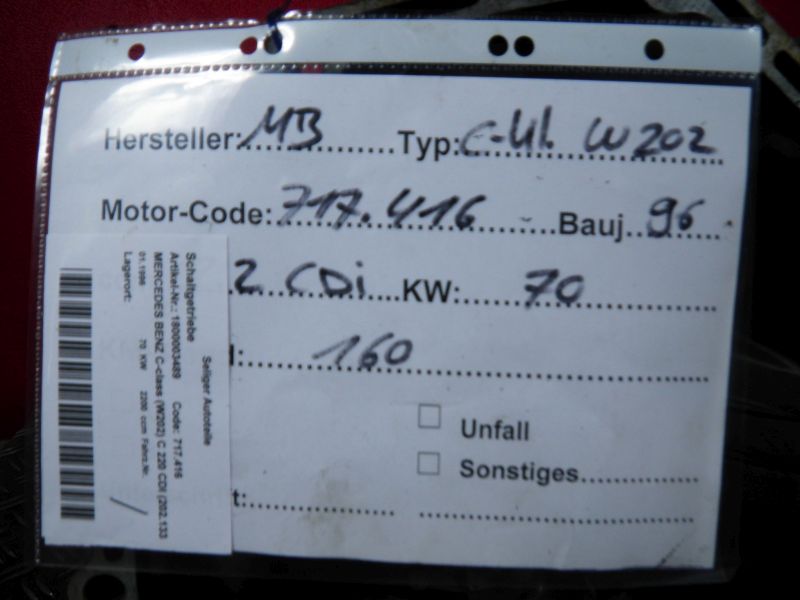 Hersteller: MB Typ: C-Kl. W202
Motor-Code: 717.416 Bauj. 96
.2 CDi KW: 70
: 160
Unfall
Sonstiges
t:
Seliger Autoteile
Schaltgetriebe
Artikel-Nr.: 1800003489 Code: 717.416
MERCEDES BENZ C-class (W202) C 220 CDI (202.133
01.1996 70 KW 2200 ccm Fahrz.Nr.
Lagerort: